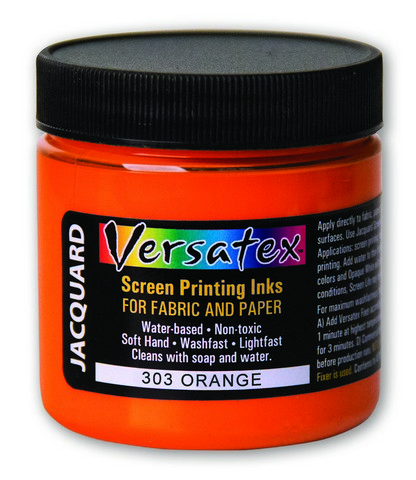 JACQUARD
Versatex
Screen Printing Inks
FOR FABRIC AND PAPER
Water-based • Non-toxic
Soft Hand • Washfast • Lightfast
Cleans with soap and water.
303 ORANGE
Apply directly to fabric,
surfaces. Use Jacquard
Applications: screen
printing. Add water to
colors and Opaque White
conditions, Screen Life
For maximum washfastness
A) Add Versatex Fixer
1 minute at highest
for 3 minutes. D)
before production
Fixer is used.